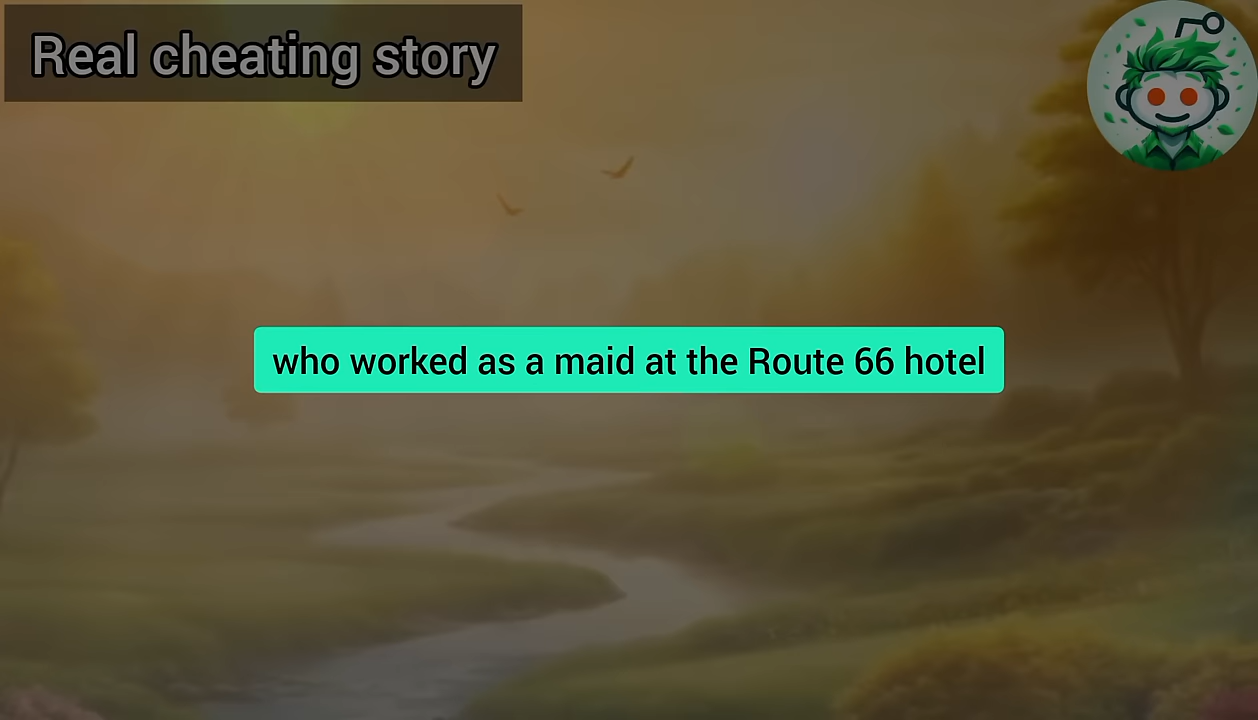 Real cheating story
who worked as a maid at the Route 66 hotel